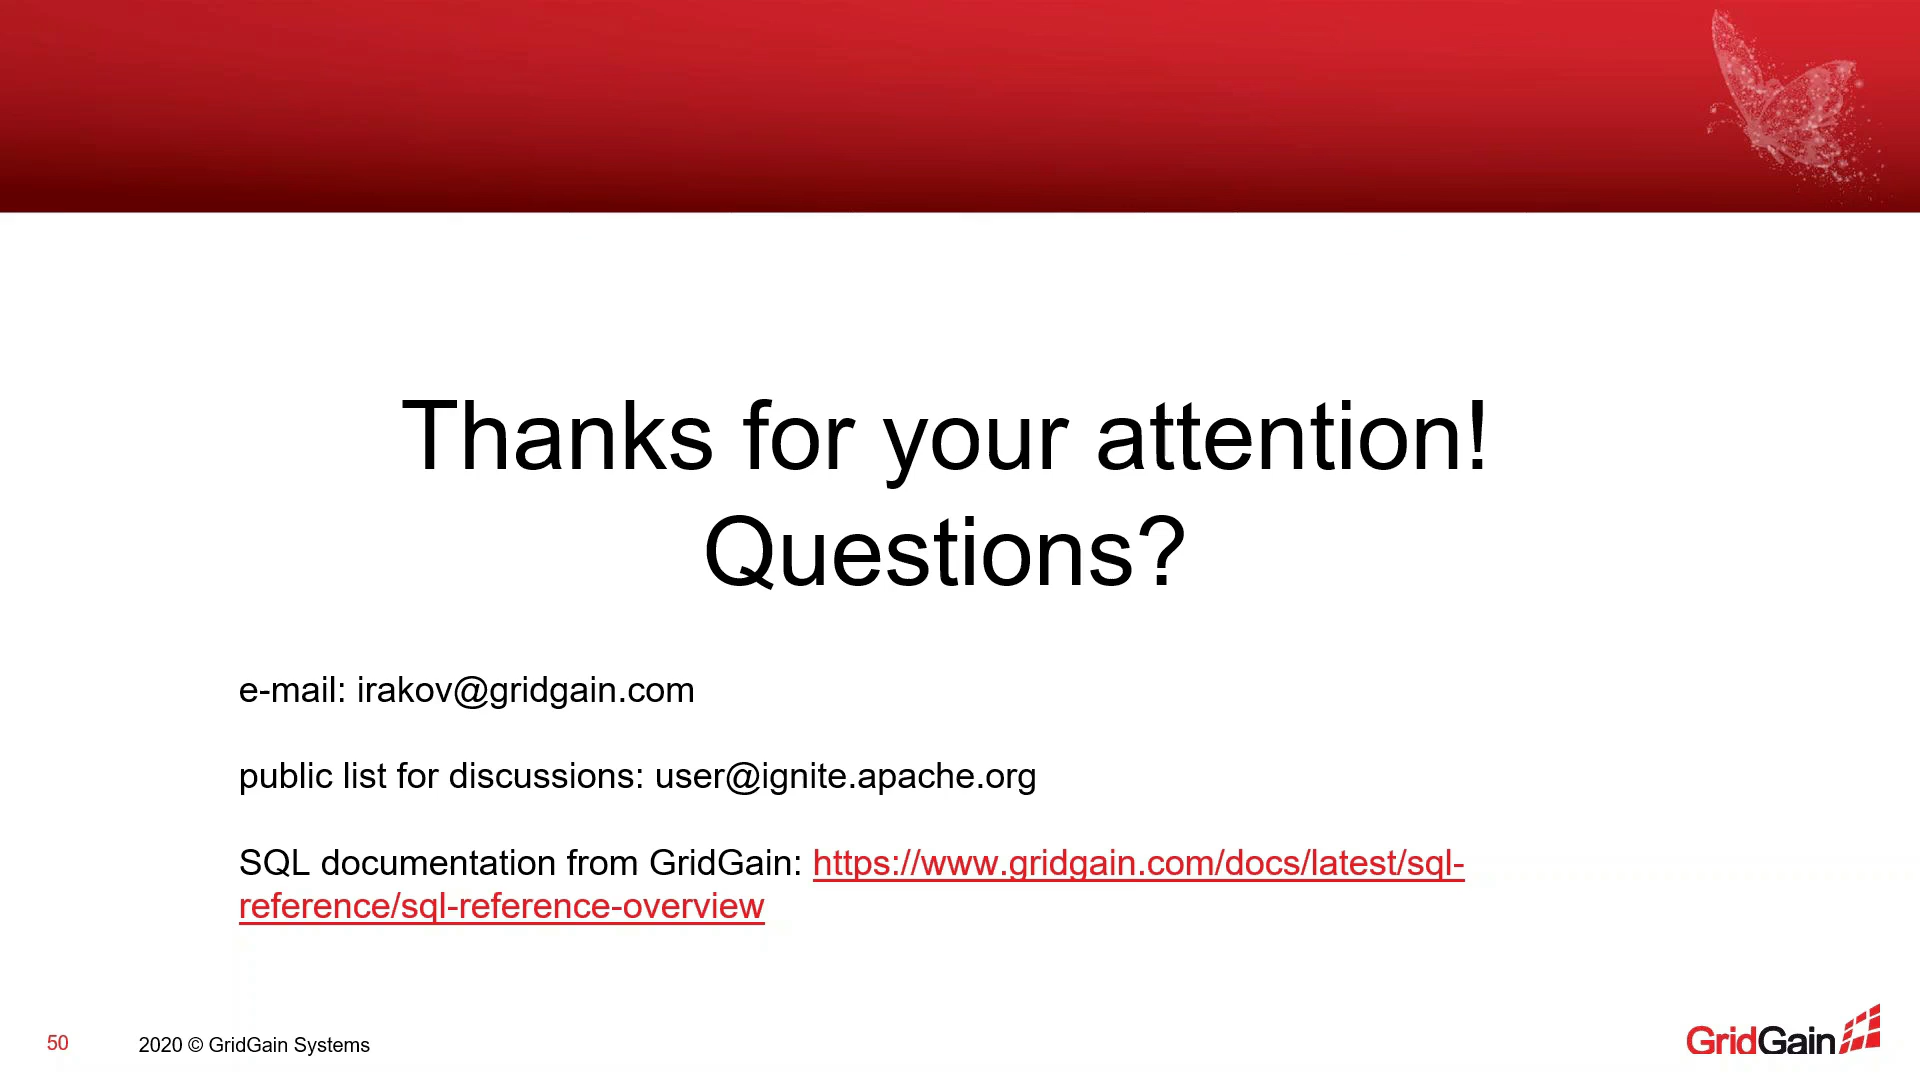 Thanks for your attention!
Questions?
e-mail: irakov@gridgain.com
public list for discussions: user@ignite.apache.org
SQL documentation from GridGain: https://www.gridgain.com/docs/latest/sql-
reference/sql-reference-overview
50
2020 © GridGain Systems
GridGain